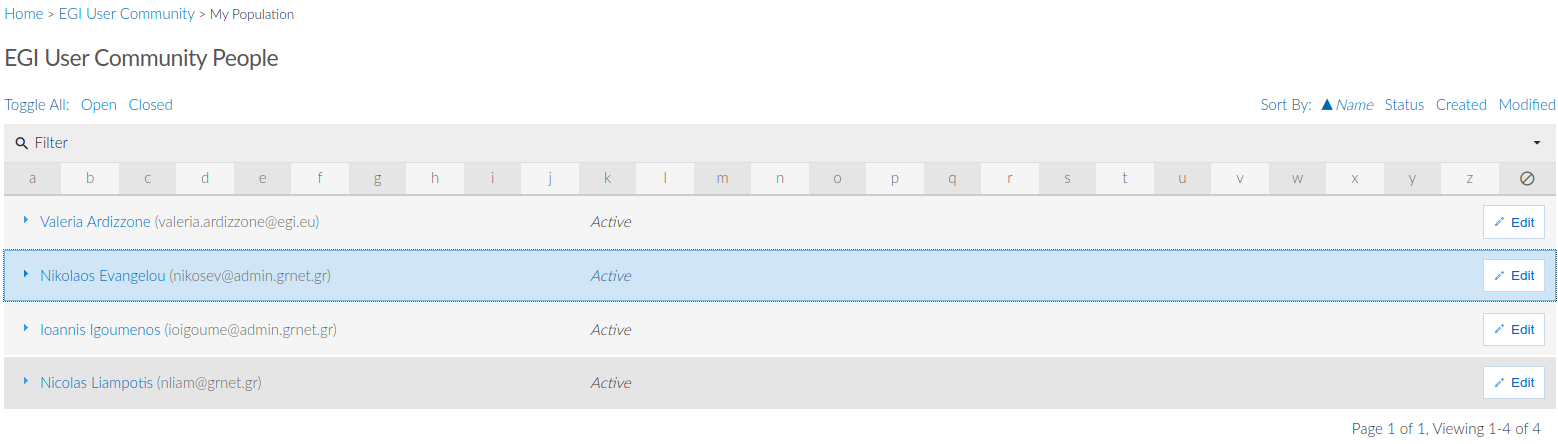 Home > EGI User Community > My Population
EGI User Community People
Toggle All: Open Closed Sort By: ▲Name Status Created Modified
Filter
a b c d e f g h i j k l m n o p q r s t u v w x y z
Valeria Ardizzone (valeria.ardizzone@egi.eu) Active Edit
Nikolaos Evangelou (nikosev@admin.grnet.gr) Active Edit
Ioannis Igoumenos (ioigoume@admin.grnet.gr) Active Edit
Nicolas Liampotis (nliam@grnet.gr) Active Edit
Page 1 of 1, Viewing 1-4 of 4